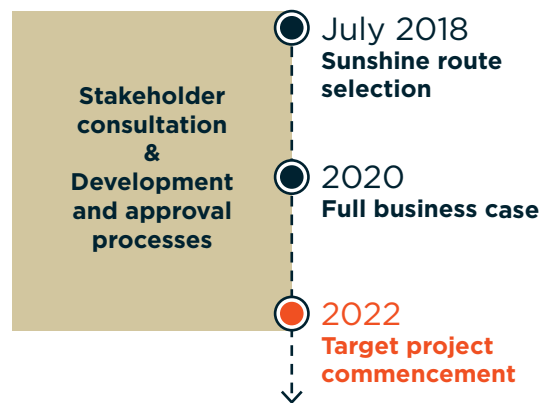 Stakeholder
consultation
&
Development
and approval
processes
July 2018
Sunshine route
selection
2020
Full business case
2022
Target project
commencement